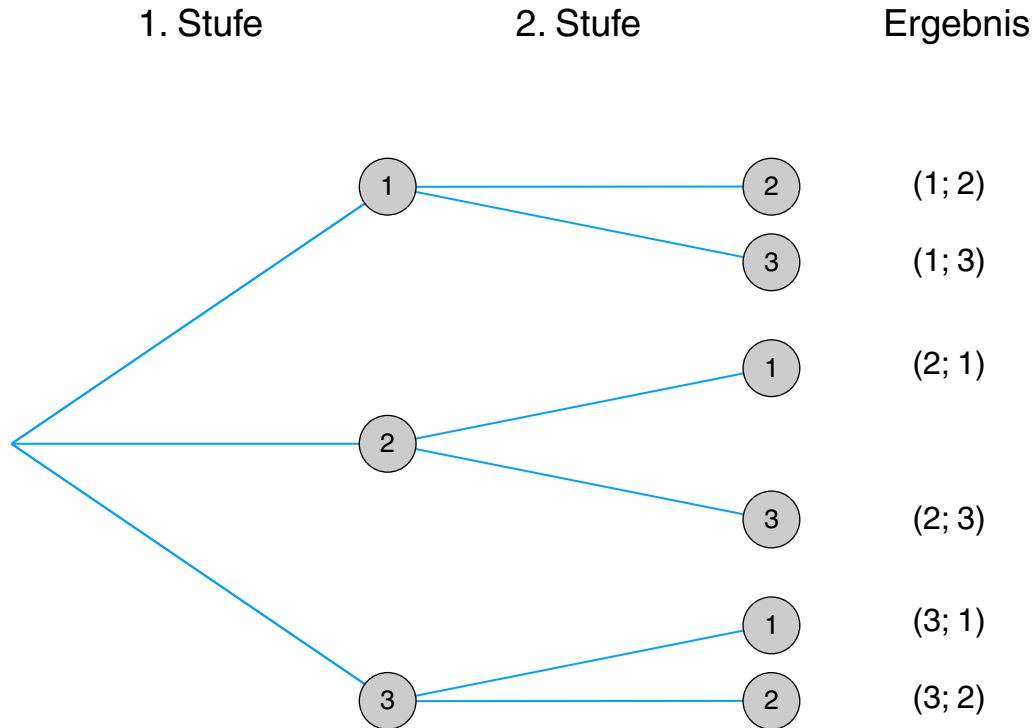 1. Stufe 2. Stufe Ergebnis
1 2 (1; 2)
3 (1; 3)
1 (2; 1)
2
3 (2; 3)
1 (3; 1)
3 2 (3; 2)